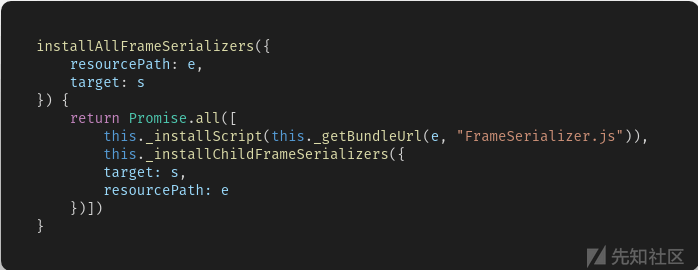 installAllFrameSerializers({
    resourcePath: e,
    target: s
}) {
    return Promise.all([
        this._installScript(this._getBundleUrl(e, "FrameSerializer.js")),
        this._installChildFrameSerializers({
        target: s,
        resourcePath: e
    })])
}
先知社区